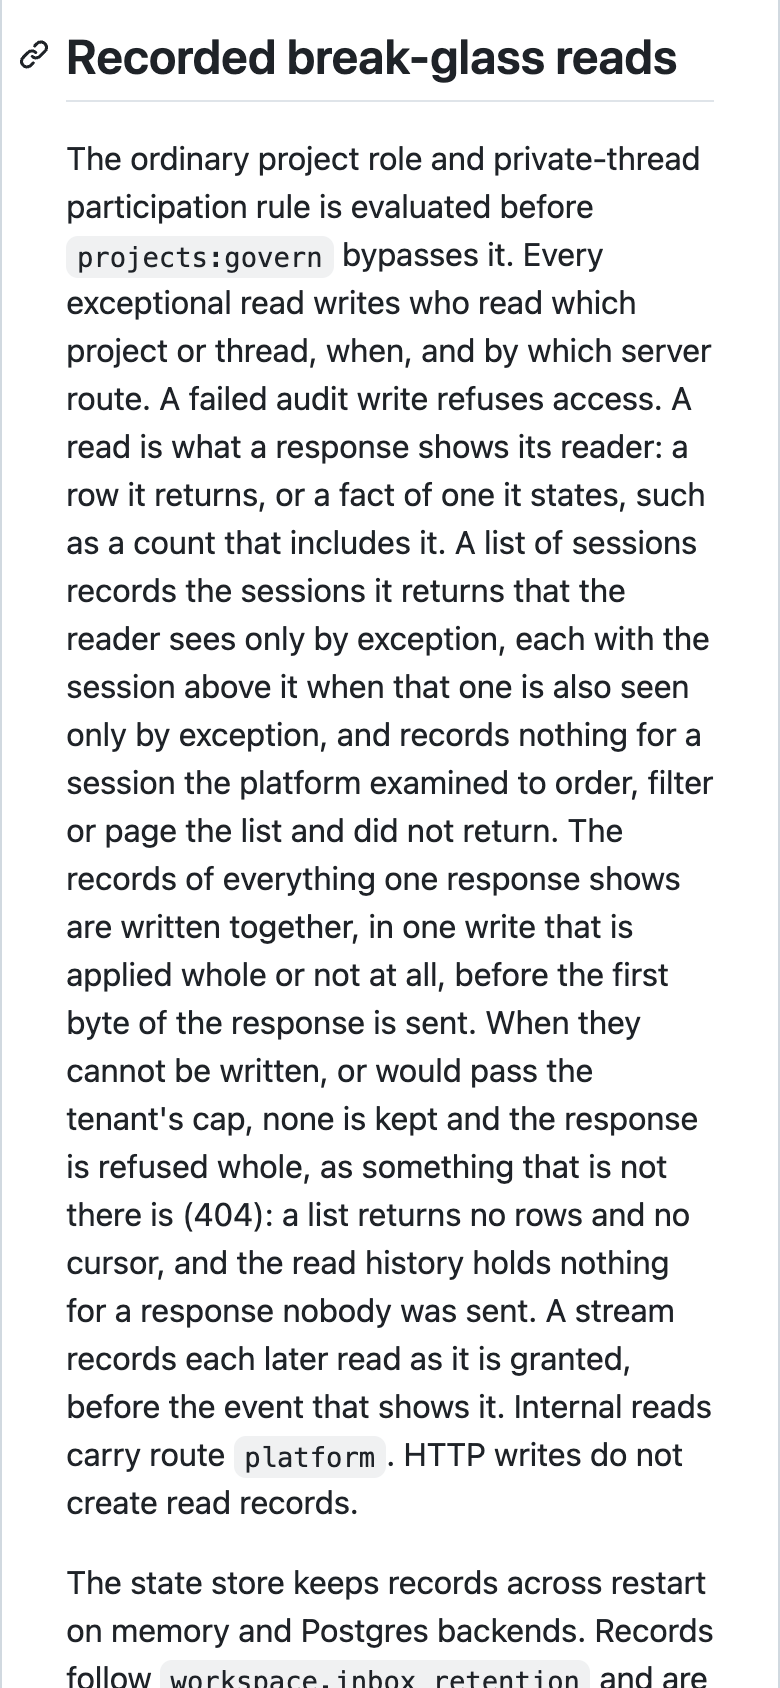 Recorded break-glass reads
The ordinary project role and private-thread
participation rule is evaluated before
projects:govern bypasses it. Every
exceptional read writes who read which
project or thread, when, and by which server
route. A failed audit write refuses access. A
read is what a response shows its reader: a
row it returns, or a fact of one it states, such
as a count that includes it. A list of sessions
records the sessions it returns that the
reader sees only by exception, each with the
session above it when that one is also seen
only by exception, and records nothing for a
session the platform examined to order, filter
or page the list and did not return. The
records of everything one response shows
are written together, in one write that is
applied whole or not at all, before the first
byte of the response is sent. When they
cannot be written, or would pass the
tenant's cap, none is kept and the response
is refused whole, as something that is not
there is (404): a list returns no rows and no
cursor, and the read history holds nothing
for a response nobody was sent. A stream
records each later read as it is granted,
before the event that shows it. Internal reads
carry route platform. HTTP writes do not
create read records.
The state store keeps records across restart
on memory and Postgres backends. Records
follow workspace.inbox_retention and are